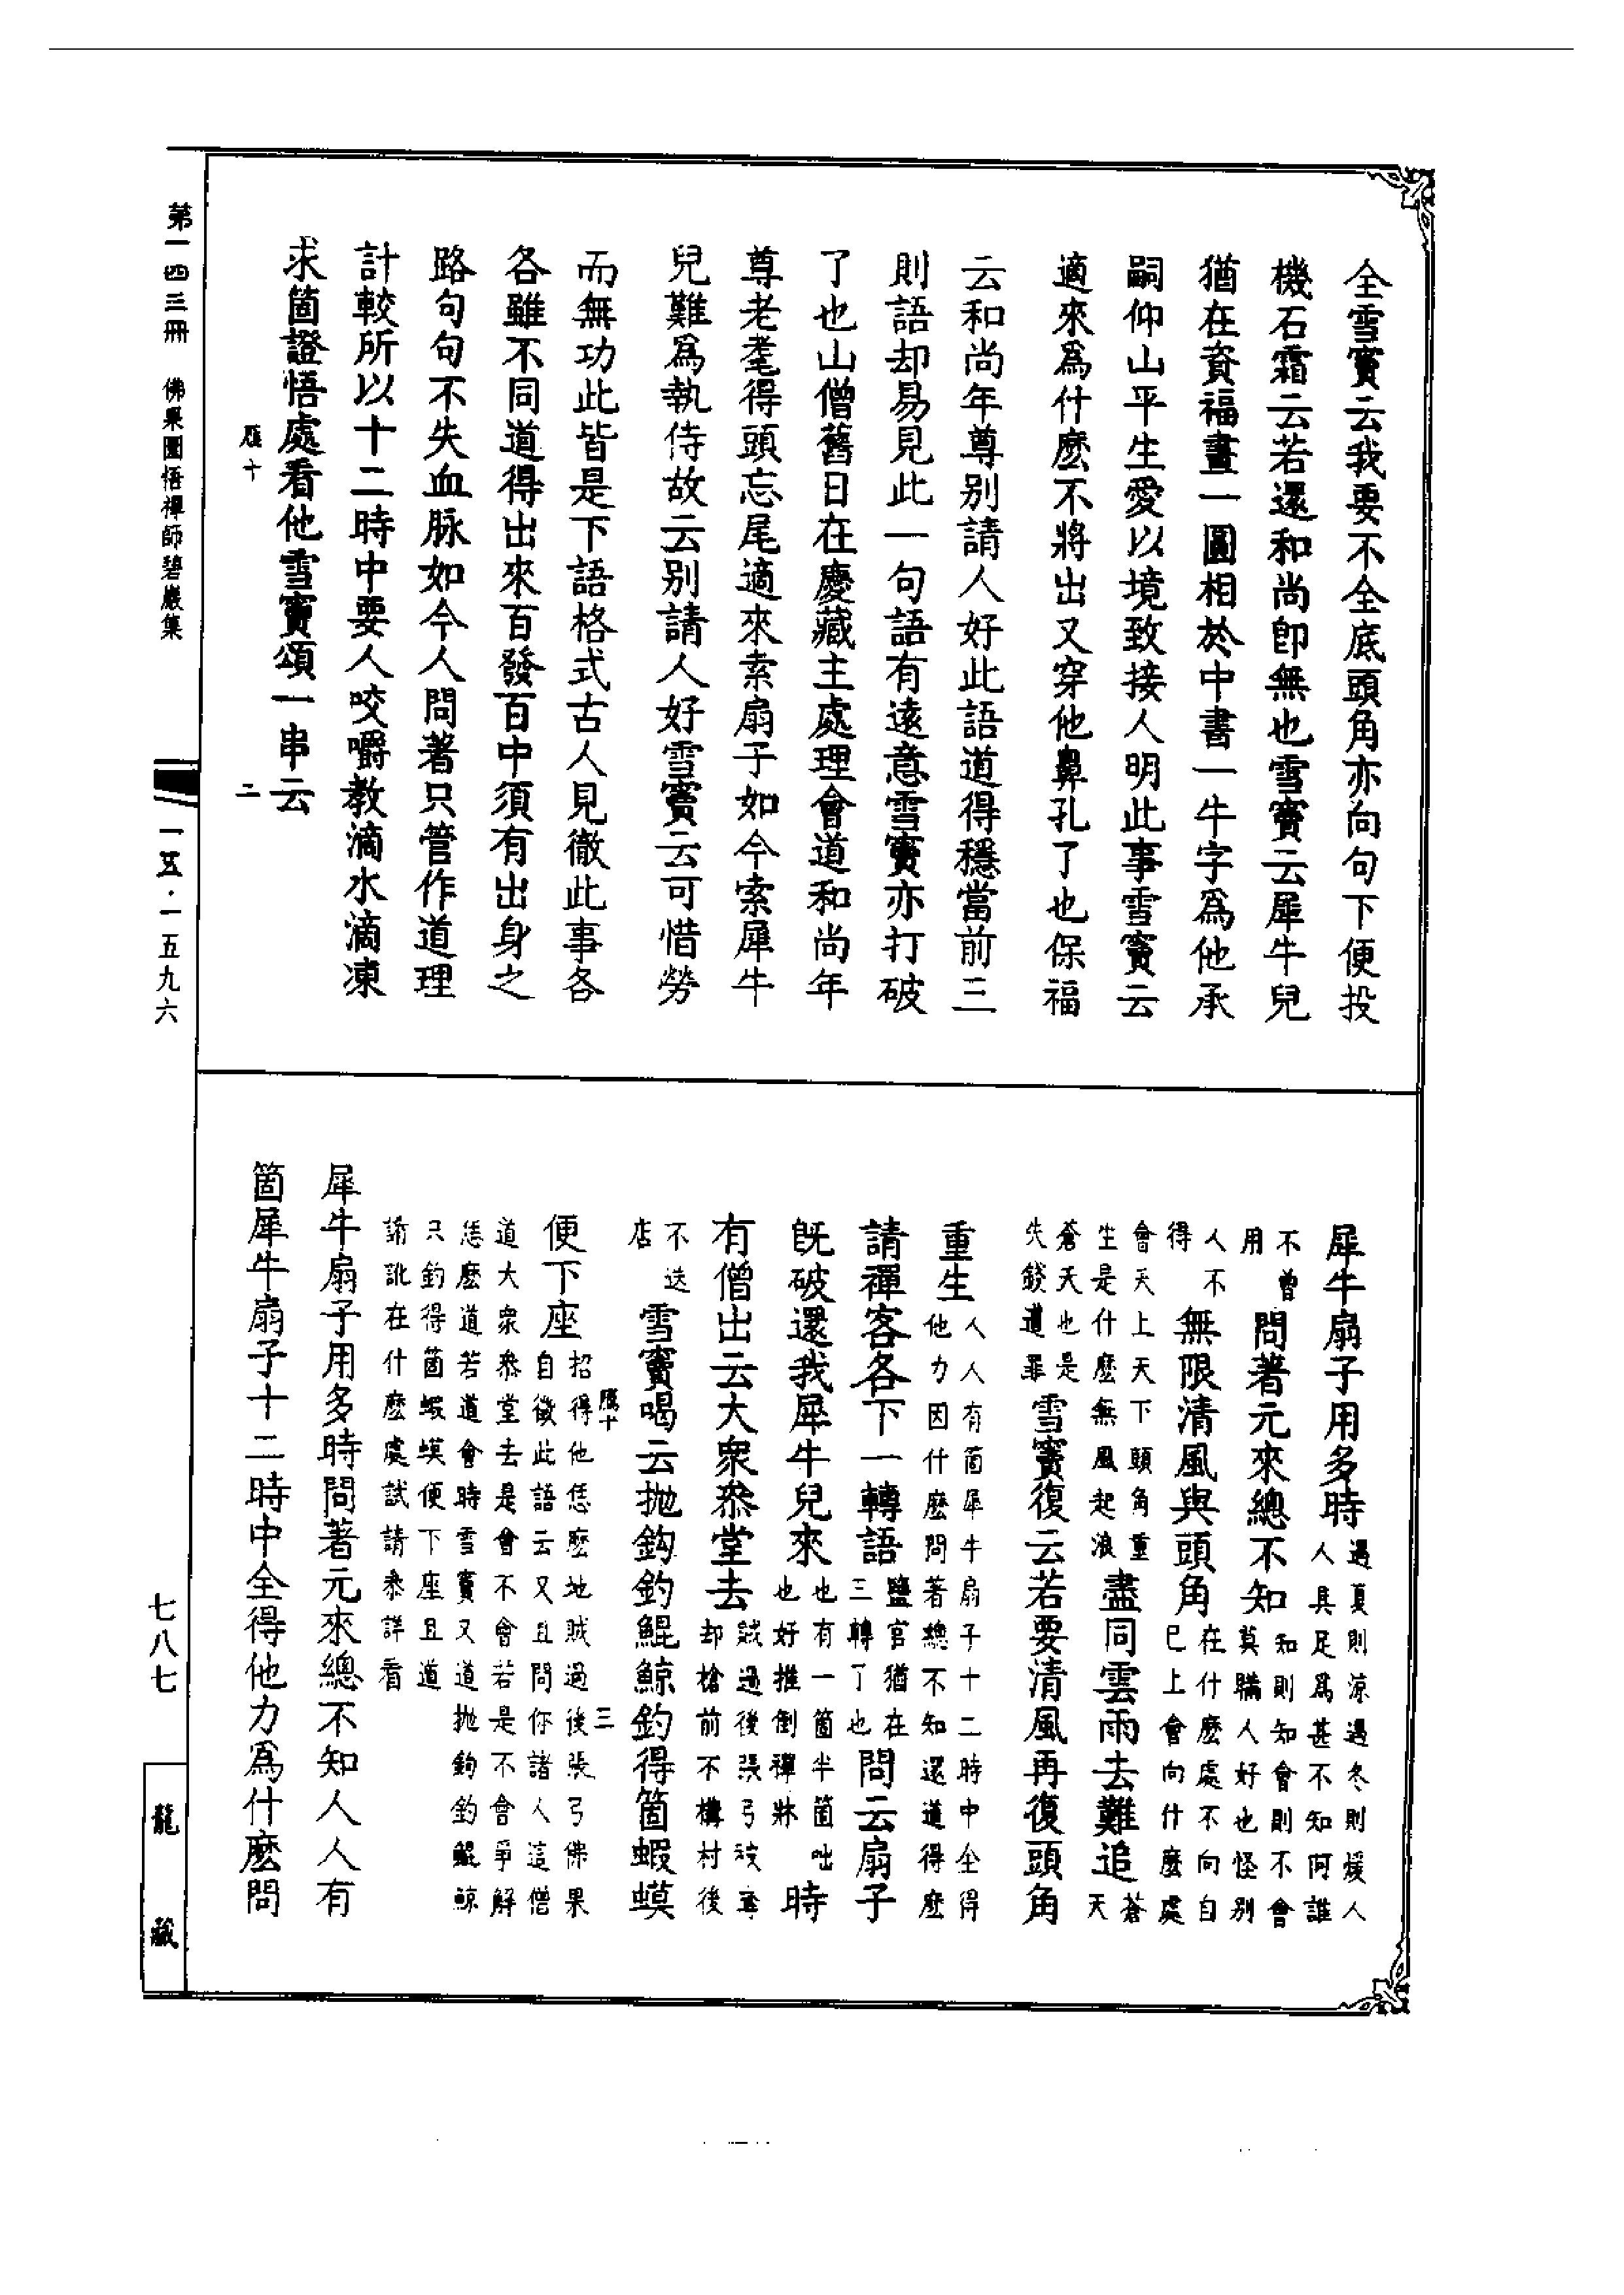 全雪竇云我要不全底頭角亦向句下便投
機石霜云若還和尚即無也雪竇云犀牛兒
猶在資福畫一圓相於中書一牛字爲他承
嗣仰山平生愛以境致接人明此事雪竇云
適來爲什麽不將出又穿他鼻孔了也保福
云和尚年尊別請人好此語道得穩當前三
則語却易見此一句語有遠意雪竇亦打破
了也山僧舊日在慶藏主處理會道和尚年
尊老耄得頭忘尾適來索扇子如今索犀牛
兒難爲執侍故云別請人好雪竇云可惜勞
而無功此皆是下語格式古人見徹此事各
各雖不同道得出來百發百中須有出身之
路句句不失血脉如今人問著只管作道理
計較所以十二時中要人咬嚼教滴水滴凍
求箇證悟處看他雪竇頌一串云
雁十 二
犀牛扇子用多時 遇夏則涼遇冬則煖人 人具足爲甚不知阿誰
不曾 用 問著元來總不知 知則知會則不會 莫瞞人好也怪別
人不 得 無限清風與頭角 在什麽處不向自 已上會向什麽處
會天上天下頭角重 生是什麽無風起浪 盡同雲雨去難追 蒼 天
蒼天也是 失錢遭罪 雪竇復云若要清風再復頭角
重生 人人有箇犀牛扇子十二時中全得 他力因什麽問著總不知還道得麽
請禪客各下一轉語 鹽官猶在 三轉了也 問云扇子
旣破還我犀牛兒來 也有一箇半箇咄 也好推倒禪牀 時
有僧出云大衆叅堂去 賊過後張弓被奪 却槍前不搆村後
不迭 店 雪竇喝云抛鈎釣鯤鯨釣得箇蝦蟆
雁十 三
便下座 招得他恁麽地賊過後張弓佛果 自徵此語云又且問你諸人這僧
道大衆叅堂去是會不會若是不會爭解
恁麽道若道會時雪竇又道抛鈎釣鯤鯨
只釣得箇蝦蟆便下座且道
誵訛在什麽處試請叅詳看
犀牛扇子用多時問著元來總不知人人有
箇犀牛扇子十二時中全得他力爲什麽問
第一四三冊 佛果圜悟禪師碧巖集
一五五·一五九六
七八七
龍藏